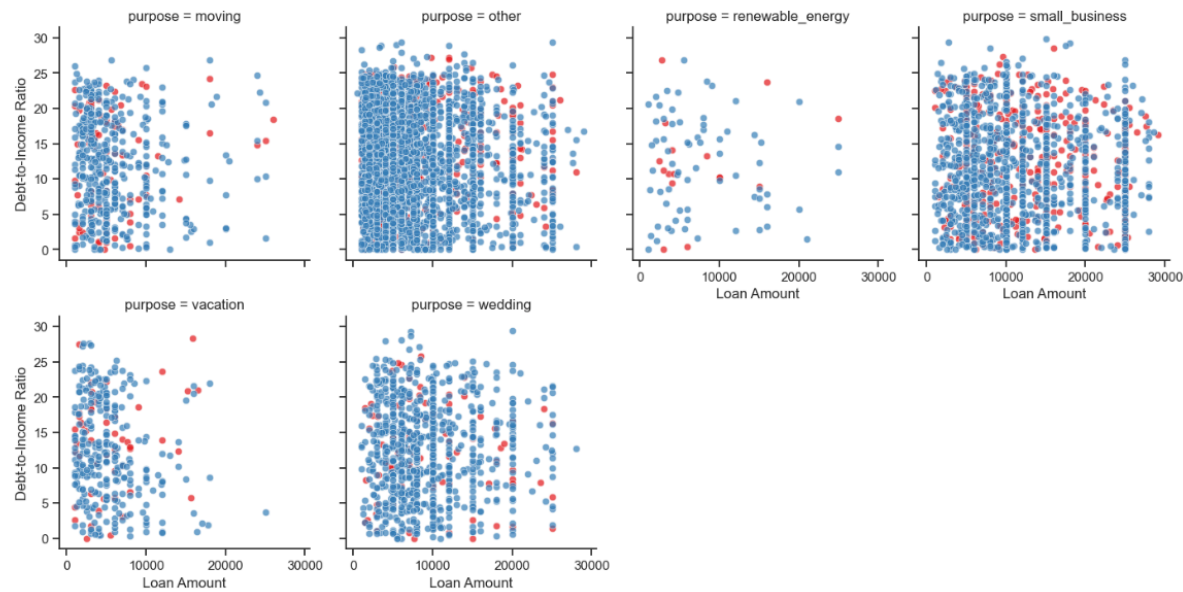 purpose = moving
purpose = other
purpose = renewable_energy
purpose = small_business
30
25
20
15
10
5
0
Debt-to-Income Ratio
0
10000
20000
30000
Loan Amount
0
10000
20000
30000
Loan Amount
purpose = vacation
purpose = wedding
30
25
20
15
10
5
0
Debt-to-Income Ratio
0
10000
20000
30000
Loan Amount
0
10000
20000
30000
Loan Amount